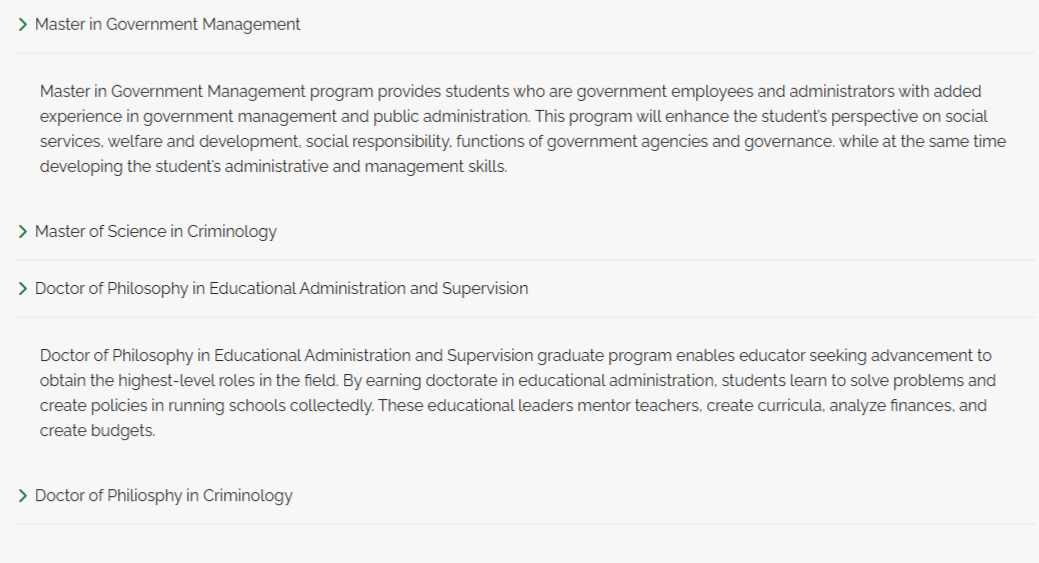 Master in Government Management
Master in Government Management program provides students who are government employees and administrators with added
experience in government management and public administration. This program will enhance the student's perspective on social
services, welfare and development, social responsibility, functions of government agencies and governance. while at the same time
developing the student's administrative and management skills.
Master of Science in Criminology
Doctor of Philosophy in Educational Administration and Supervision
Doctor of Philosophy in Educational Administration and Supervision graduate program enables educator seeking advancement to
obtain the highest-level roles in the field. By earning doctorate in educational administration, students learn to solve problems and
create policies in running schools collectedly. These educational leaders mentor teachers, create curricula, analyze finances, and
create budgets.
Doctor of Philiosphy in Criminology